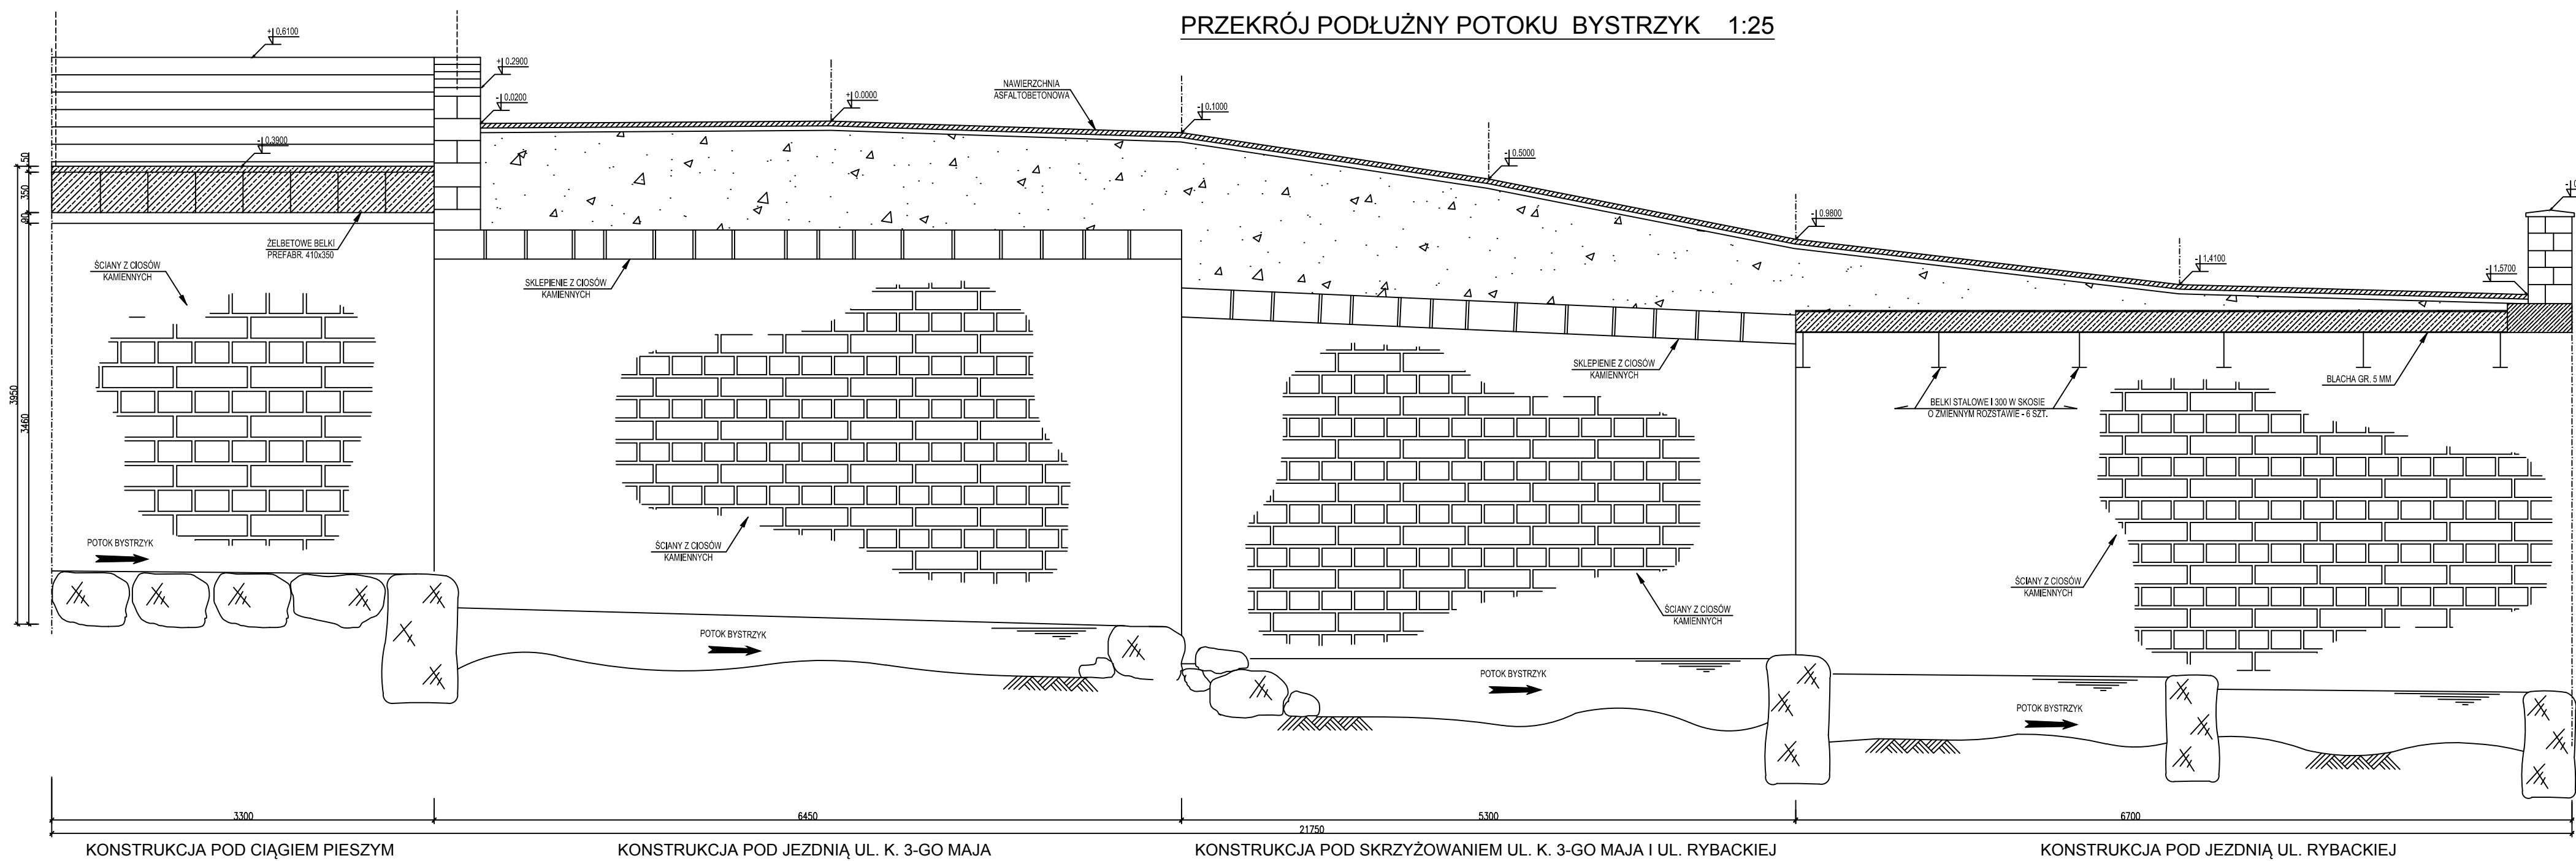 PRZEKRÓJ PODŁUŻNY POTOKU BYSTRZYK 1:25
+ 0.6100
+ 0.2900
- 0.0200
+ 0.0000
NAWIERZCHNIA
ASFALTOBETONOWA
- 0.1000
- 0.5000
- 0.9800
- 1.4100
- 1.5700
- 0.3900
50
350
90
3950
3460
ŻELBETOWE BELKI
PREFABR. 410x350
ŚCIANY Z CIOSÓW
KAMIENNYCH
SKLEPIENIE Z CIOSÓW
KAMIENNYCH
SKLEPIENIE Z CIOSÓW
KAMIENNYCH
BLACHA GR. 5 MM
BELKI STALOWE I 300 W SKOSIE
O ZMIENNYM ROZSTAWIE - 6 SZT.
ŚCIANY Z CIOSÓW
KAMIENNYCH
ŚCIANY Z CIOSÓW
KAMIENNYCH
ŚCIANY Z CIOSÓW
KAMIENNYCH
POTOK BYSTRZYK
POTOK BYSTRZYK
POTOK BYSTRZYK
POTOK BYSTRZYK
3300
6450
5300
6700
21750
KONSTRUKCJA POD CIĄGIEM PIESZYM
KONSTRUKCJA POD JEZDNIĄ UL. K. 3-GO MAJA
KONSTRUKCJA POD SKRZYŻOWANIEM UL. K. 3-GO MAJA I UL. RYBACKIEJ
KONSTRUKCJA POD JEZDNIĄ UL. RYBACKIEJ